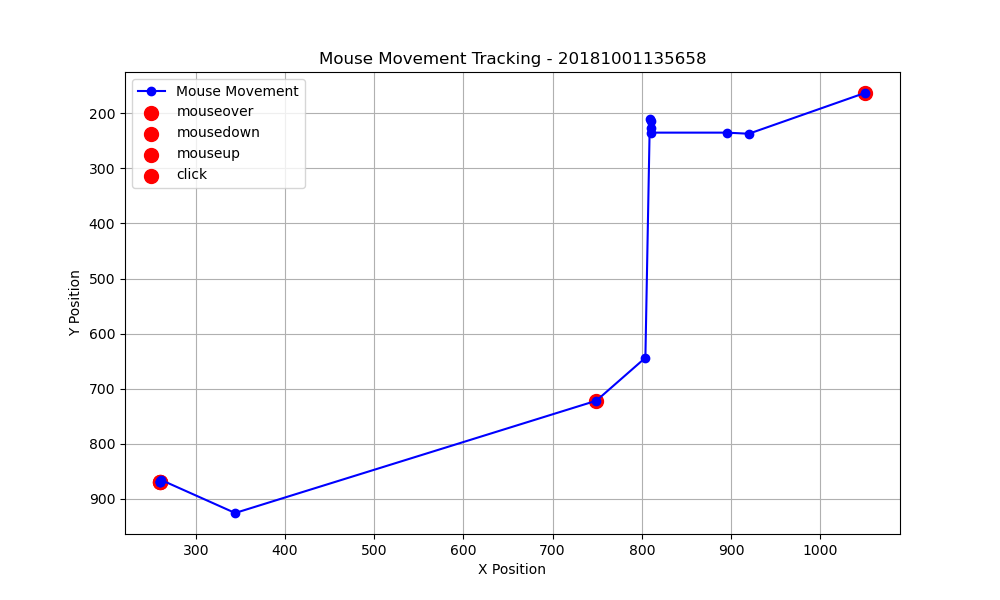 Mouse Movement Tracking - 20181001135658
Mouse Movement
mouseover
mousedown
mouseup
click
200
300
400
500
600
700
800
900
Y Position
300 400 500 600 700 800 900 1000
X Position